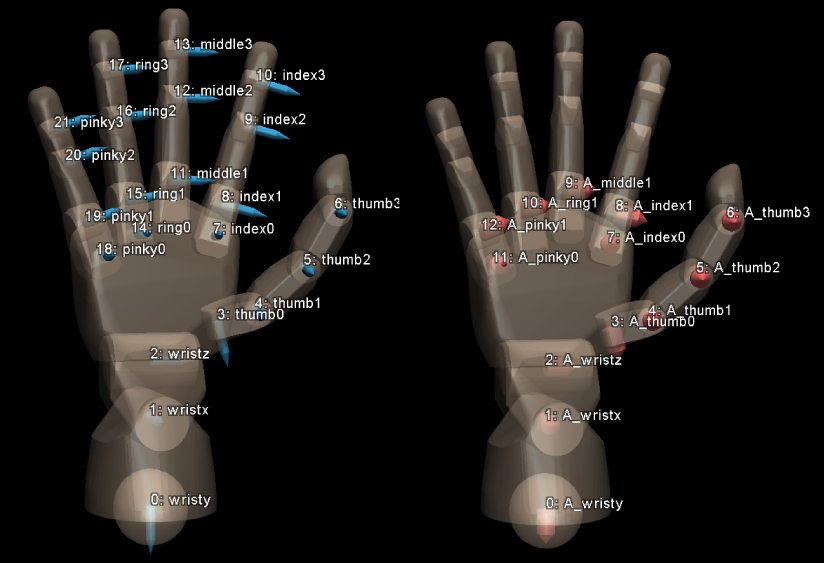 13: middle3
17: ring3
10: index3
12: middle2
16: ring2
21: pinky3
9: index2
20: pinky2
11: middle1
15: ring1
8: index1
6: thumb3
19: pinky1
14: ring0
7: index0
18: pinky0
5: thumb2
4: thumb1
3: thumb0
2: wristz
1: wristx
0: wristy
9: A_middle1
10: A_ring1
8: A_index1
6: A_thumb3
12: A_pinky1
7: A_index0
11: A_pinky0
5: A_thumb2
4: A_thumb1
3: A_thumb0
2: A_wristz
1: A_wristx
0: A_wristy